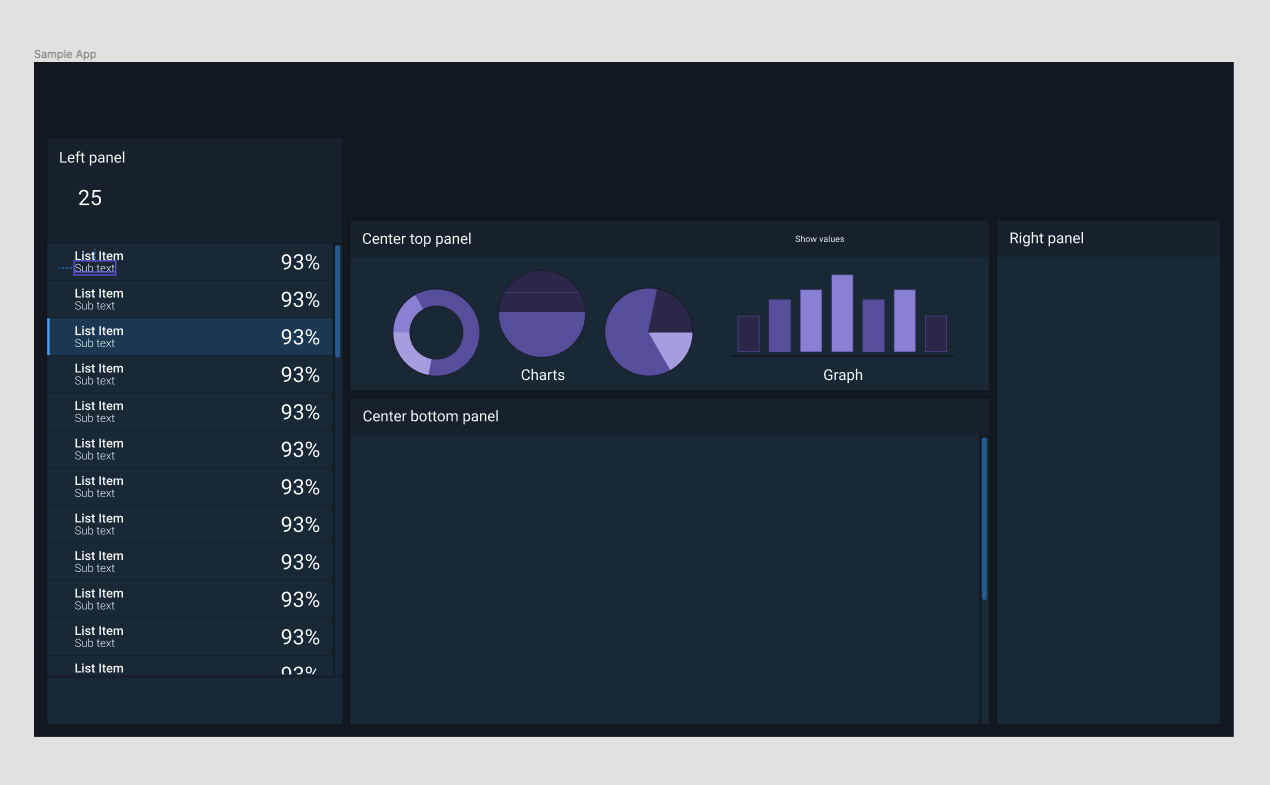 Sample App
Left panel
25
List Item
Sub text
93%
List Item
Sub text
93%
List Item
Sub text
93%
List Item
Sub text
93%
List Item
Sub text
93%
List Item
Sub text
93%
List Item
Sub text
93%
List Item
Sub text
93%
List Item
Sub text
93%
List Item
Sub text
93%
List Item
Sub text
93%
List Item
93%
Center top panel
Show values
Charts
Graph
Center bottom panel
Right panel